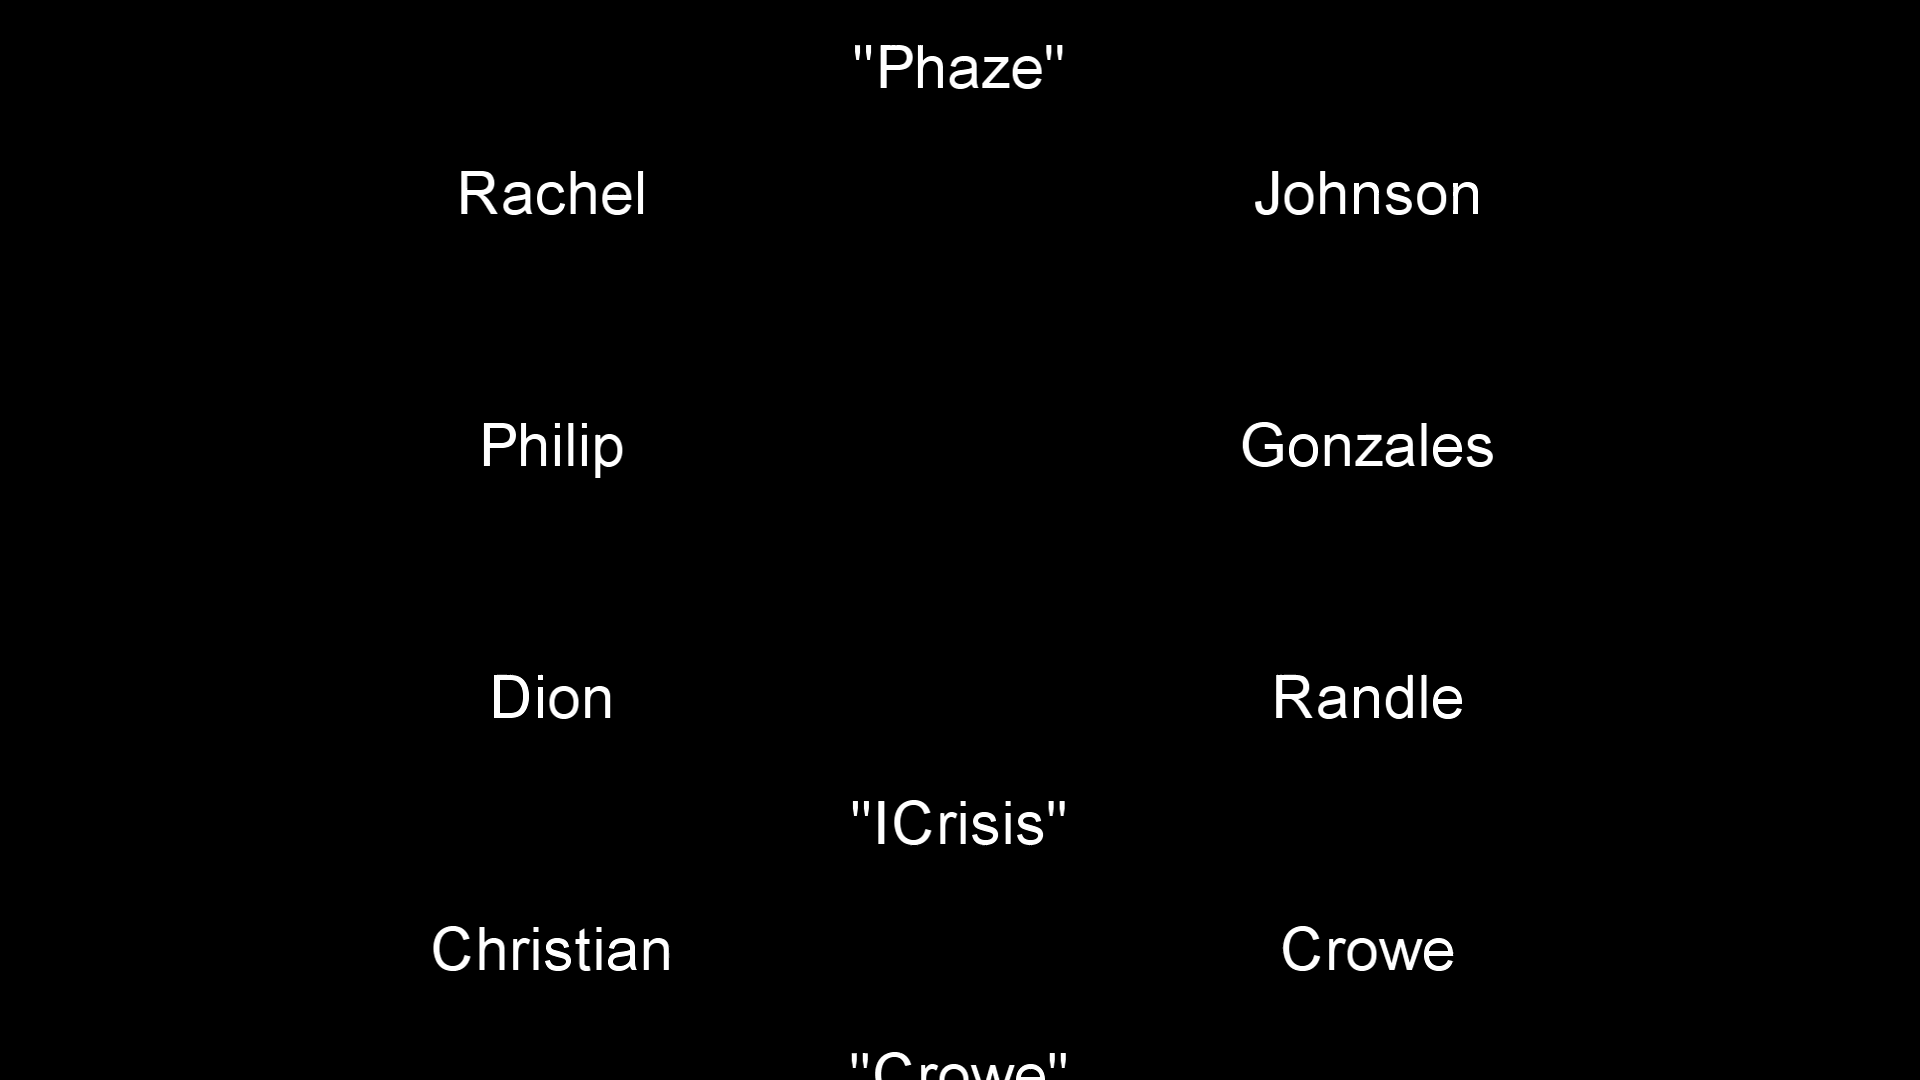 "Phaze"
Rachel Johnson
Philip Gonzales
Dion Randle
"ICrisis"
Christian Crowe
"Crowe"